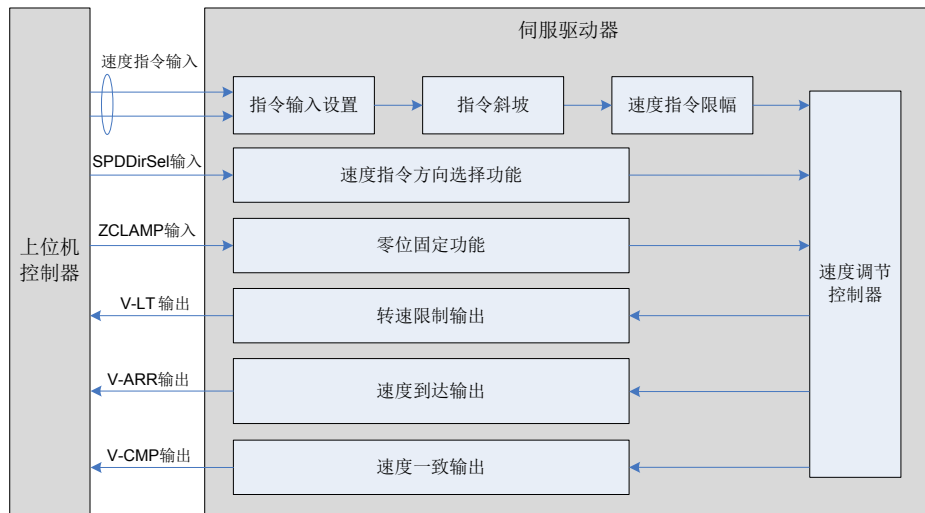 伺服驱动器
速度指令输入
指令输入设置
指令斜坡
速度指令限幅
SPDDirSel输入
速度指令方向选择功能
ZCLAMP输入
零位固定功能
上位机
控制器
速度调节
控制器
V-LT 输出
转速限制输出
V-ARR输出
速度到达输出
V-CMP输出
速度一致输出